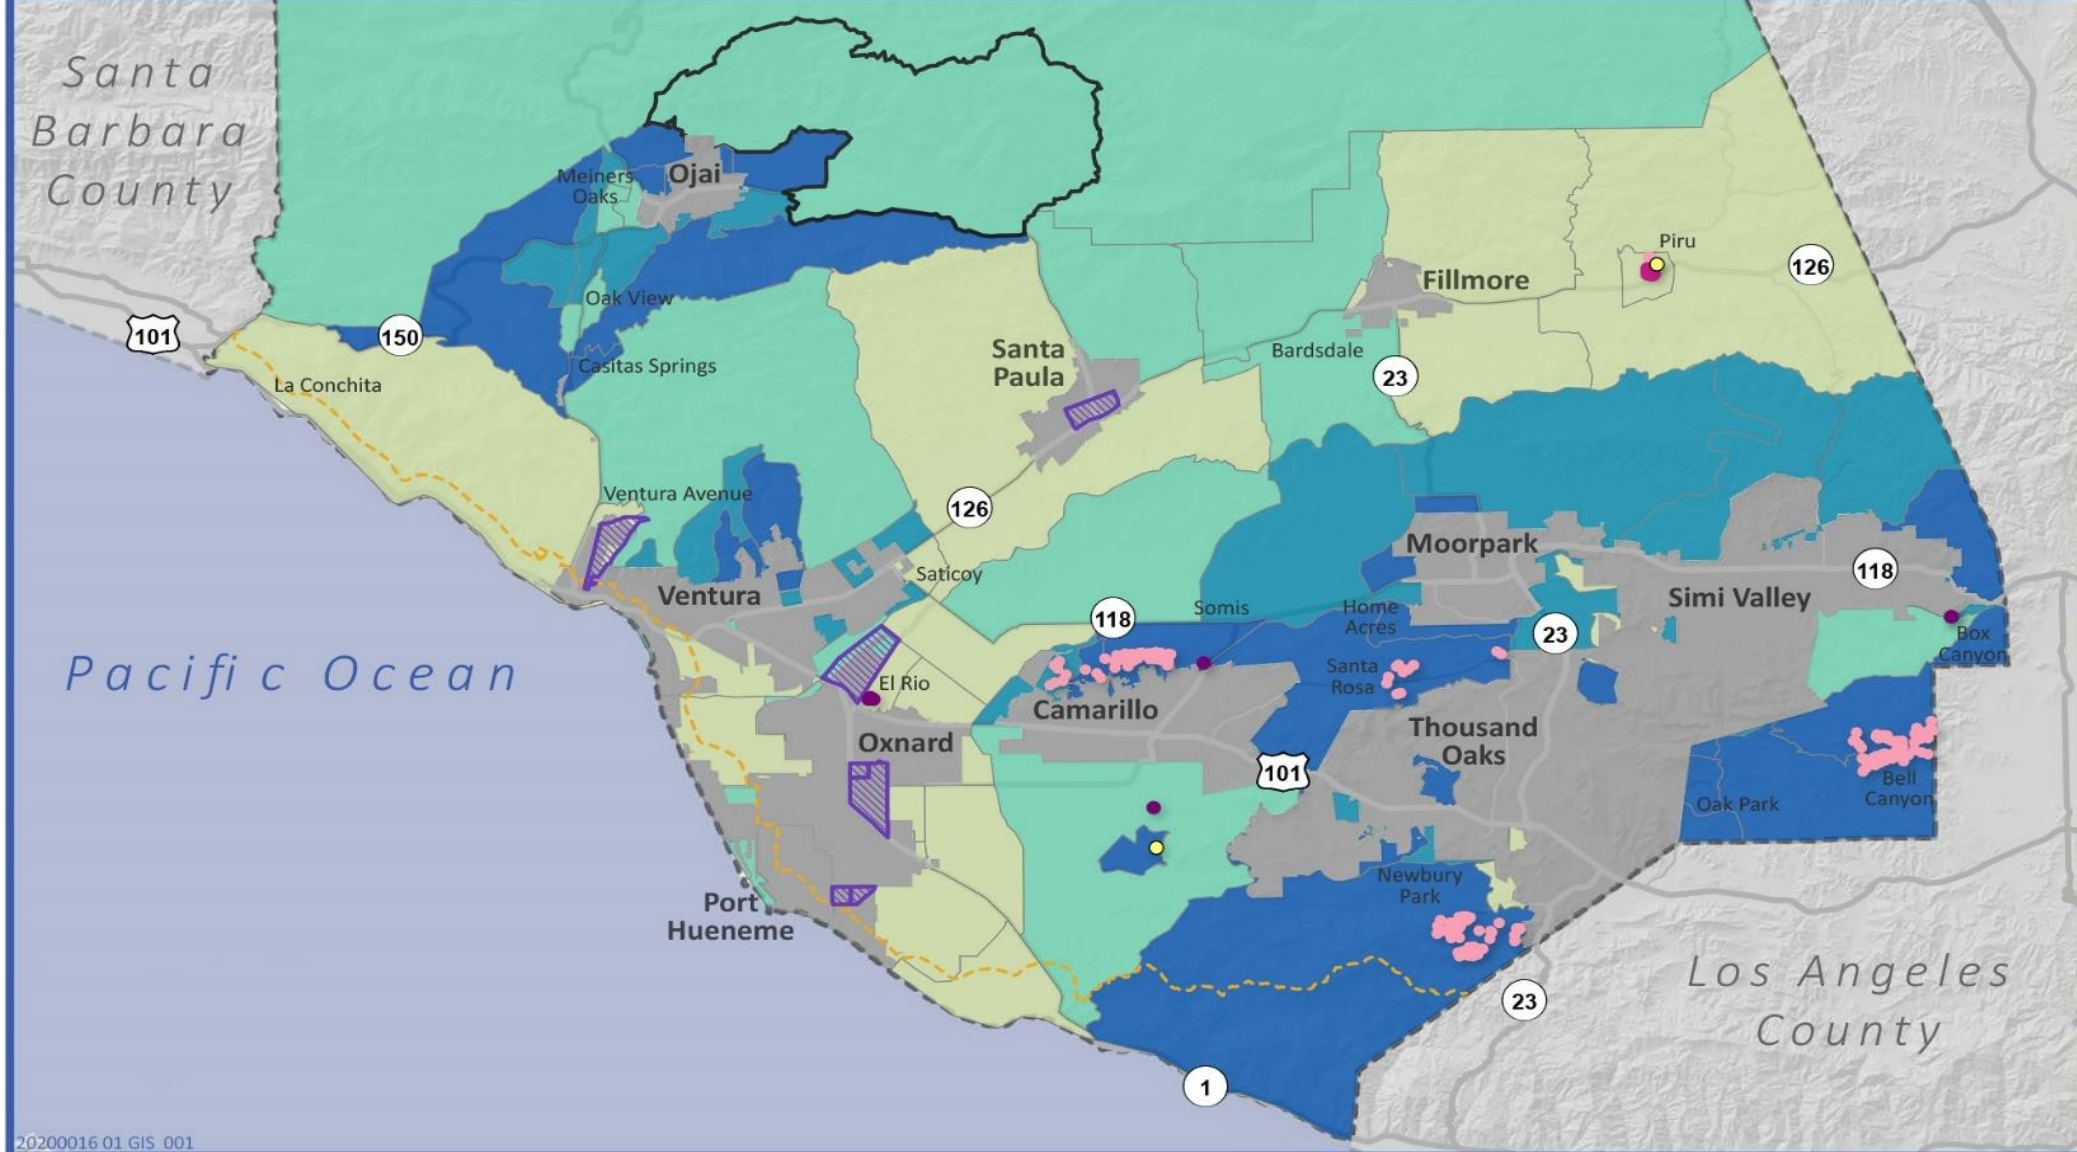 Santa
Barbara
County
Meiners
Oaks
Ojai
Piru
126
Fillmore
Oak View
101
150
Santa
Paula
Bardsdale
Casitas Springs
23
La Conchita
Ventura Avenue
126
Moorpark
118
Saticoy
Ventura
Simi Valley
118
Somis
Home
Acres
23
Box
Canyon
Pacific Ocean
El Rio
Santa
Rosa
Camarillo
Thousand
Oaks
Oxnard
101
Bell
Canyon
Oak Park
Newbury
Park
Port
Hueneme
Los Angeles
County
23
1
20200016 01 GIS 001